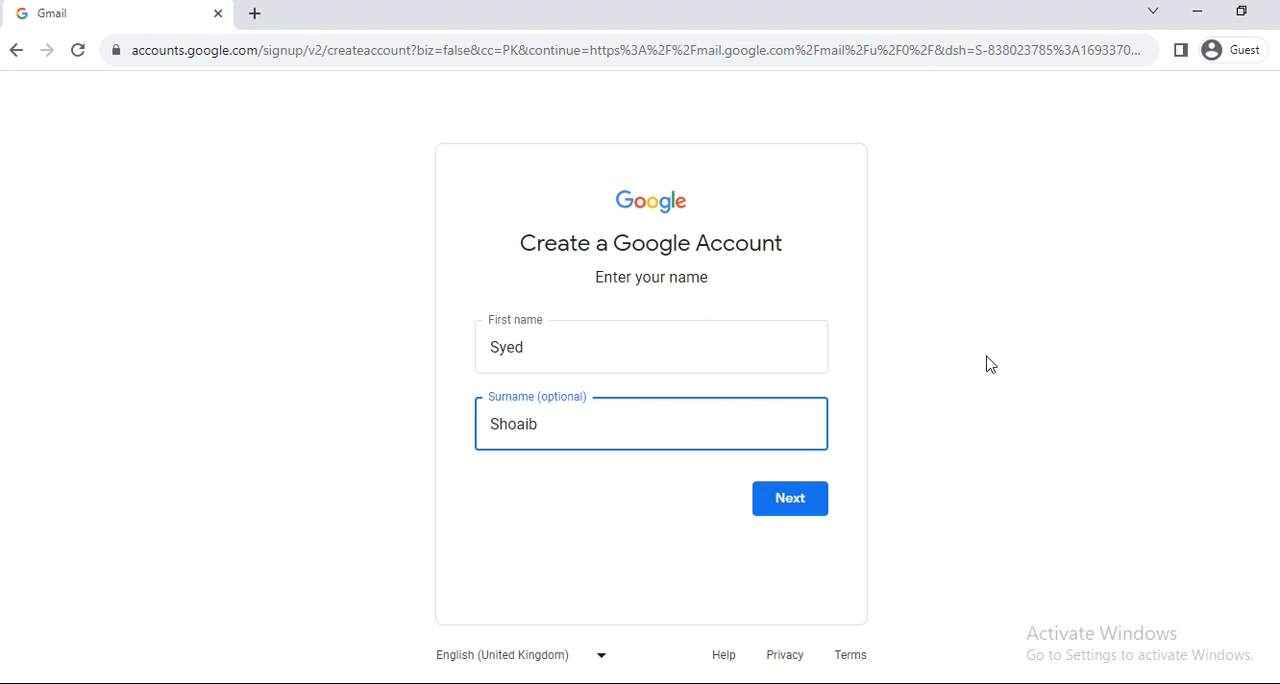 Gmail
accounts.google.com/signup/v2/createaccount?biz=false&cc=PK&continue=https%3A%2F%2Fmail.google.com%2Fmail%2Fu%2F0%2F&dsh=S-838023785%3A1693370...
Guest
Google
Create a Google Account
Enter your name
First name
Syed
Surname (optional)
Shoaib
Next
Activate Windows
Go to Settings to activate Windows.
English (United Kingdom)
Help
Privacy
Terms